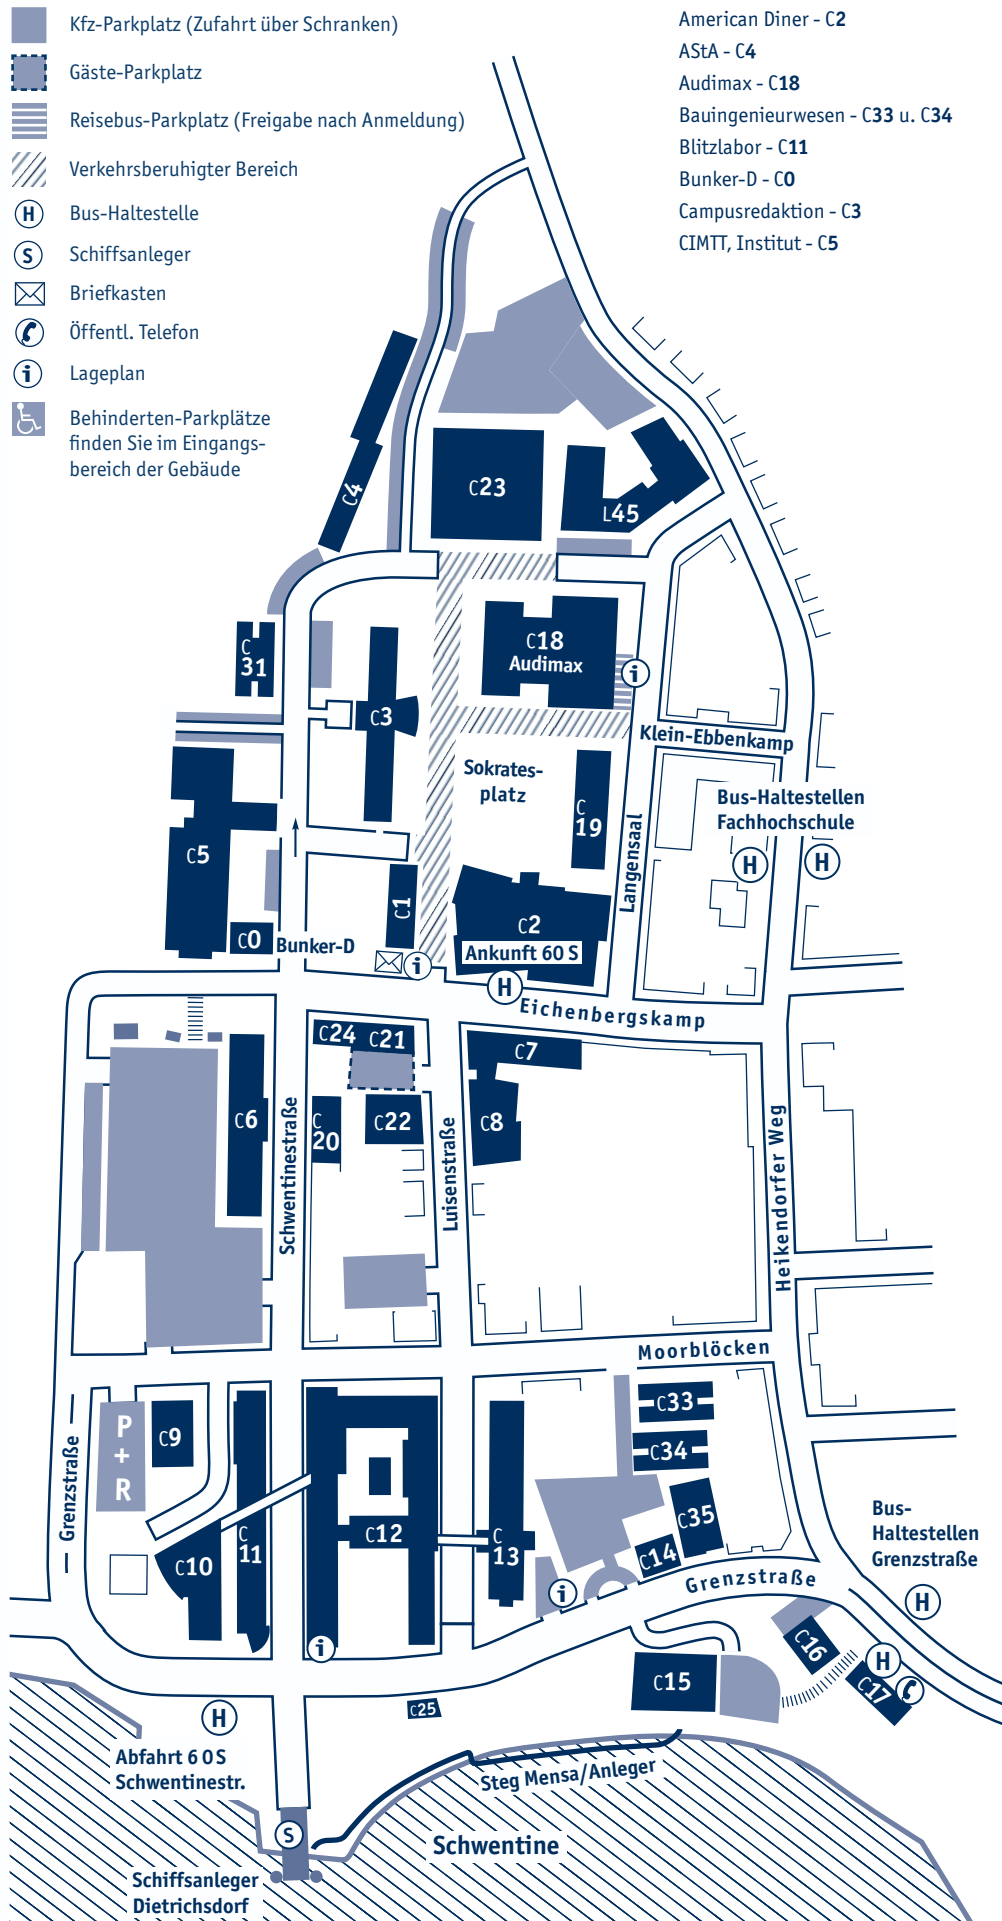 Kfz-Parkplatz (Zufahrt über Schranken)
Gäste-Parkplatz
Reisebus-Parkplatz (Freigabe nach Anmeldung)
Verkehrsberuhigter Bereich
H Bus-Haltestelle
S Schiffsanleger
Briefkasten
Öffentl. Telefon
i Lageplan
Behinderten-Parkplätze
finden Sie im Eingangs-
bereich der Gebäude
American Diner - C2
AStA - C4
Audimax - C18
Bauingenieurwesen - C33 u. C34
Blitzlabor - C11
Bunker-D - C0
Campusredaktion - C3
CIMTT, Institut - C5
C23
C4
L45
C18
Audimax
C
31
i
C3
Klein-Ebbenkamp
Sokrates-
platz
C
19
Bus-Haltestellen
Fachhochschule
H
H
Langensaal
C5
C1
C2
C0
Bunker-D
Ankunft 60 S
i
H
Eichenbergskamp
C24
C21
C7
C6
C
20
C22
C8
Schwentinestraße
Luisenstraße
Heikendorfer Weg
Moorblöcken
P
+
R
C9
C33
C34
Grenzstraße
C35
C12
C
13
C
11
C10
C14
Bus-
Haltestellen
Grenzstraße
H
i
Grenzstraße
i
C16
H
C15
C17
C25
H
Abfahrt 60S
Schwentinestr.
Steg Mensa/Anleger
S
Schwentine
Schiffsanleger
Dietrichsdorf